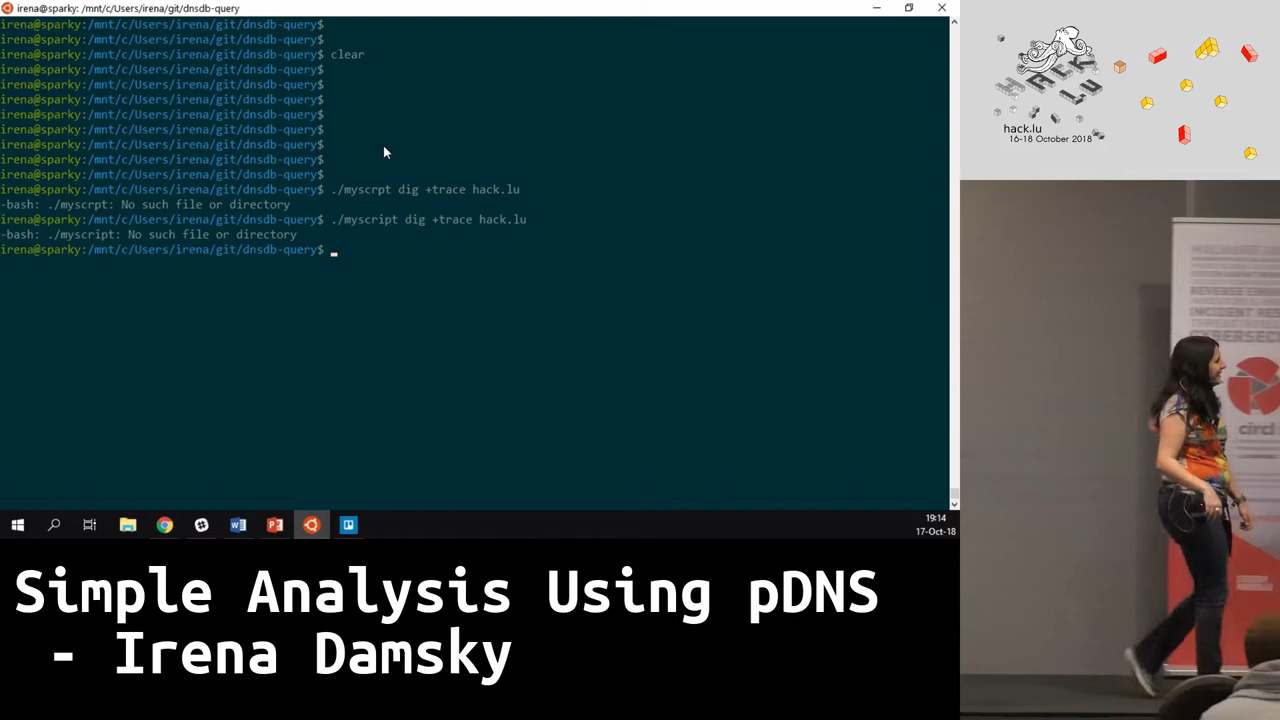 irena@sparky: /mnt/c/Users/irena/git/dnsdb-query
irena@sparky:/mnt/c/Users/irena/git/dnsdb-query$
irena@sparky:/mnt/c/Users/irena/git/dnsdb-query$
irena@sparky:/mnt/c/Users/irena/git/dnsdb-query$ clear
irena@sparky:/mnt/c/Users/irena/git/dnsdb-query$
irena@sparky:/mnt/c/Users/irena/git/dnsdb-query$
irena@sparky:/mnt/c/Users/irena/git/dnsdb-query$
irena@sparky:/mnt/c/Users/irena/git/dnsdb-query$
irena@sparky:/mnt/c/Users/irena/git/dnsdb-query$
irena@sparky:/mnt/c/Users/irena/git/dnsdb-query$
irena@sparky:/mnt/c/Users/irena/git/dnsdb-query$
irena@sparky:/mnt/c/Users/irena/git/dnsdb-query$
irena@sparky:/mnt/c/Users/irena/git/dnsdb-query$ ./myscrpt dig +trace hack.lu
-bash: ./myscrpt: No such file or directory
irena@sparky:/mnt/c/Users/irena/git/dnsdb-query$ ./myscript dig +trace hack.lu
-bash: ./myscript: No such file or directory
irena@sparky:/mnt/c/Users/irena/git/dnsdb-query$
19:14
17-Oct-18
HACK
LU
hack.lu
16-18 October 2018
REVERSE
INCIDENT RES
CYBERSEC
circl
Simple Analysis Using pDNS
- Irena Damsky